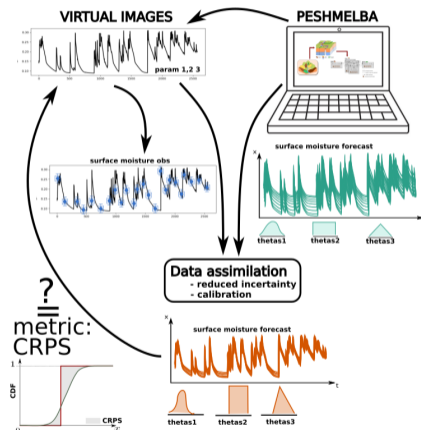 VIRTUAL IMAGES
PESHMELBA
param 1,2 3
surface moisture obs
surface moisture forecast
x
t
thetas1
thetas2
thetas3
Data assimilation
- reduced incertainty
- calibration
?
=
metric:
CRPS
1
CDF
CRPS
x
surface moisture forecast
t
thetas1
thetas2
thetas3